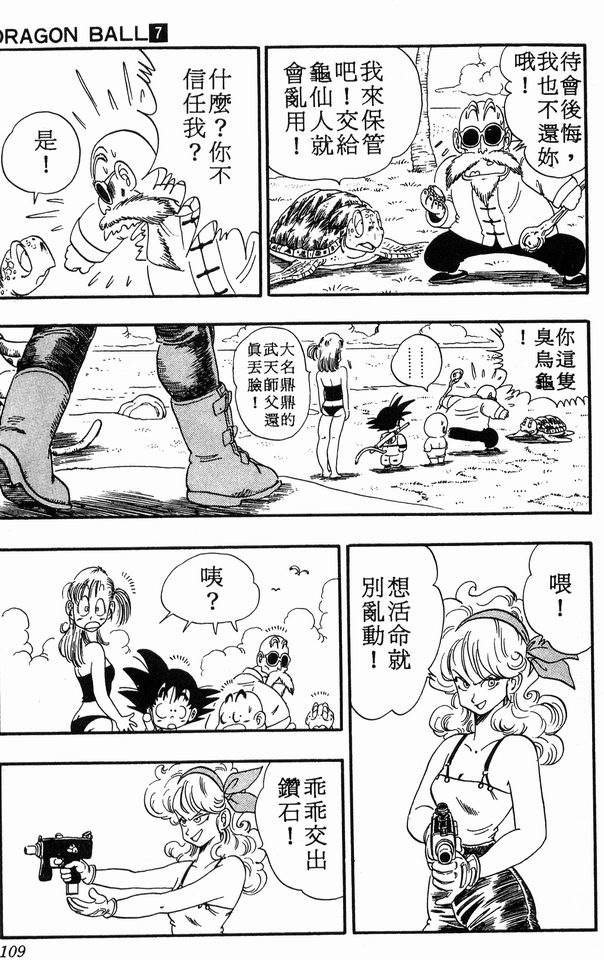 DRAGON BALL 7
待會後悔，
我也不還妳
哦！
我來保管
吧！交給
龜仙人就
會亂用！
什麼？你不
信任我？
是！
你這隻
臭烏龜
！
⋯⋯
大名鼎鼎的
武天師父還
眞丟臉！
咦？
喂！
想活命就
別亂動！
乖乖交出
鑽石！
109